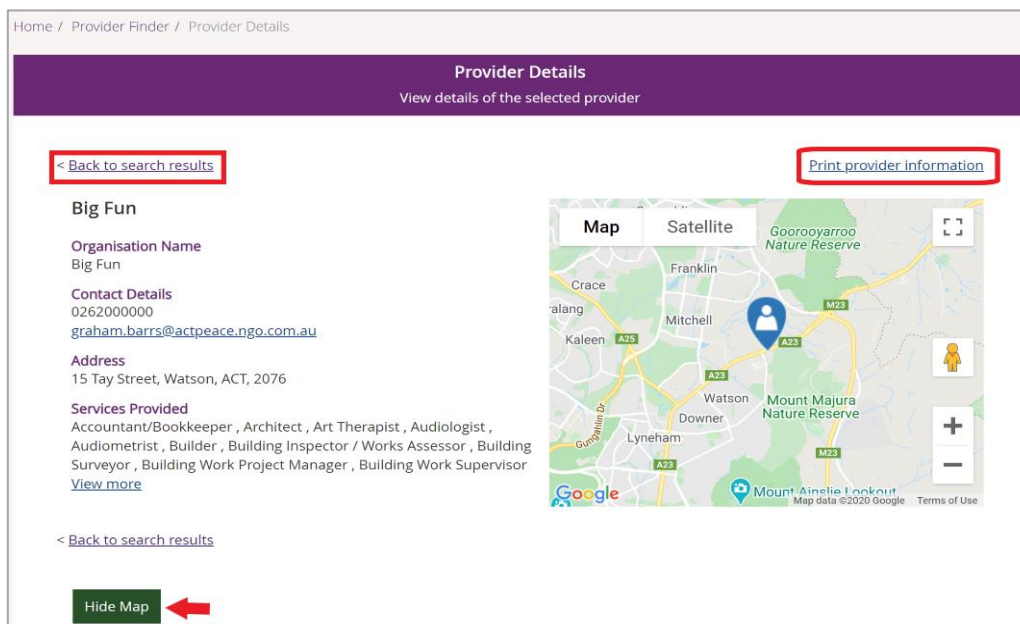 Home / Provider Finder / Provider Details
Provider Details
View details of the selected provider
< Back to search results
Print provider information
Big Fun
Organisation Name
Big Fun
Contact Details
0262000000
graham.barrs@actpeace.ngo.com.au
Address
15 Tay Street, Watson, ACT, 2076
Services Provided
Accountant/Bookkeeper , Architect , Art Therapist , Audiologist ,
Audiometrist , Builder , Building Inspector / Works Assessor , Building
Surveyor , Building Work Project Manager , Building Work Supervisor
View more
Map
Satellite
Goorooyarroo
Nature Reserve
Franklin
Crace
alang
Mitchell
M23
Kaleen
A25
A23
A23
Watson
Mount Majura
Nature Reserve
Downer
Gungahlin Dr
Lyneham
M23
A23
Google
Mount Ainslie Lookout
Map data ©2020 Google
Terms of Use
< Back to search results
Hide Map